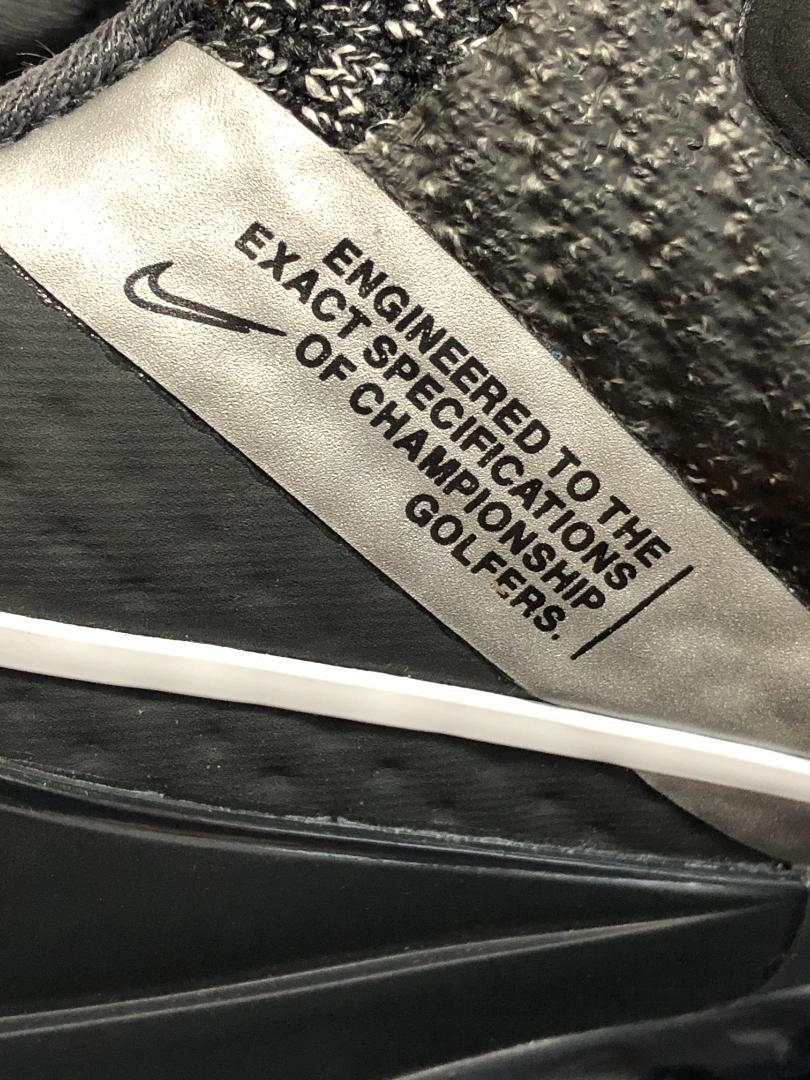 ENGINEERED TO THE
EXACT SPECIFICATIONS
OF CHAMPIONSHIP
GOLFERS.